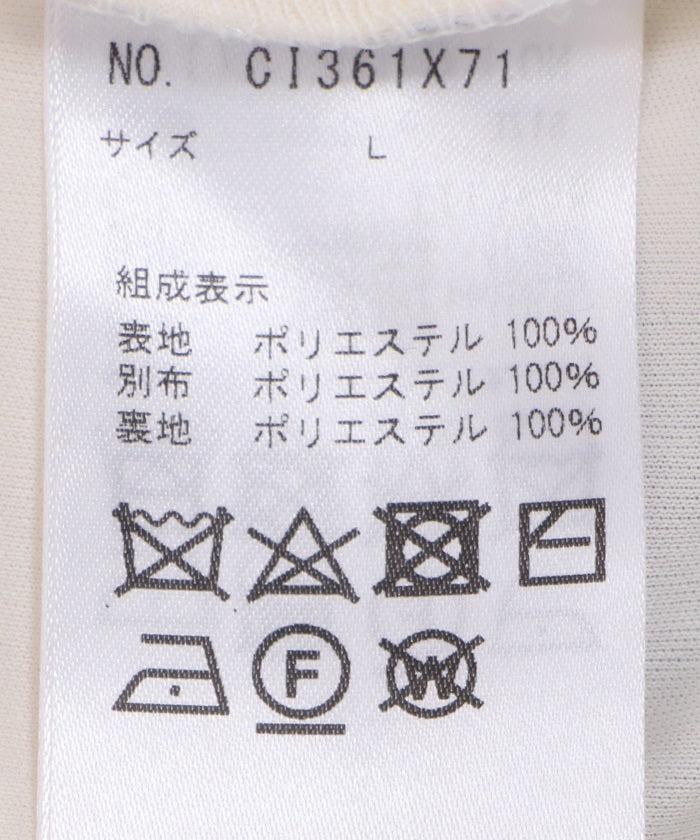 NO. CI361X71
サイズ L
組成表示
表地 ポリエステル 100%
別布 ポリエステル 100%
裏地 ポリエステル 100%
F
W